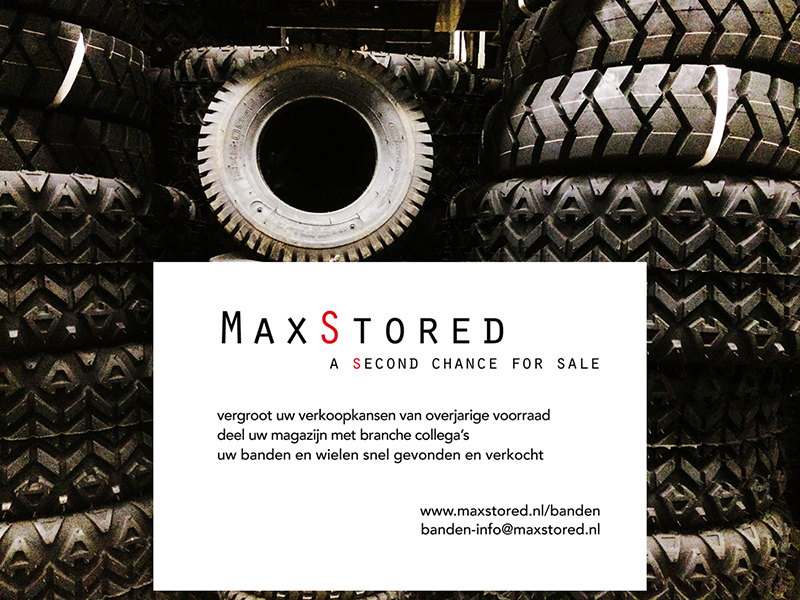 MAXSTORED
A SECOND CHANCE FOR SALE
vergroot uw verkoopkansen van overjarige voorraad
deel uw magazijn met branche collega's
uw banden en wielen snel gevonden en verkocht
www.maxstored.nl/banden
banden-info@maxstored.nl